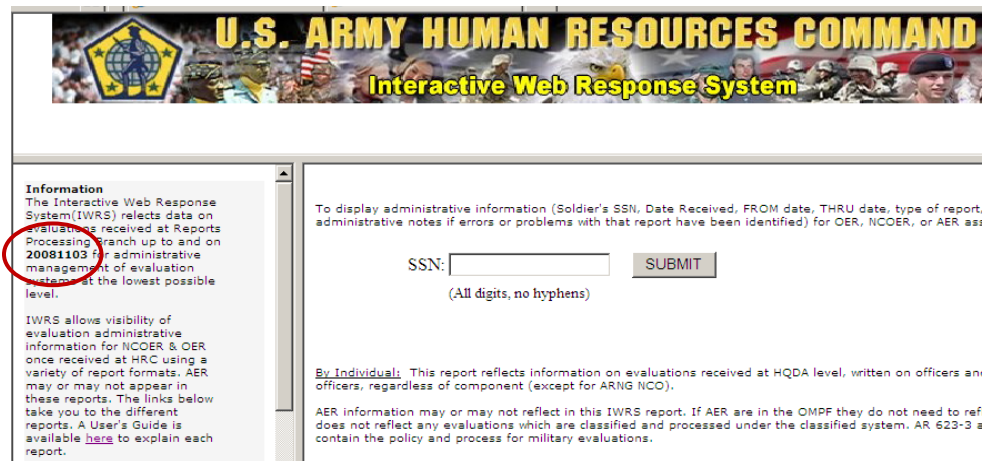 U.S. ARMY HUMAN RESOURCES COMMAND
Interactive Web Response System
Information
The Interactive Web Response
System(IWRS) relects data on
evaluations received at Reports
Processing Branch up to and on
20081103 for administrative
management of evaluation
systems at the lowest possible
level.
IWRS allows visibility of
evaluation administrative
information for NCOER & OER
once received at HRC using a
variety of report formats. AER
may or may not appear in
these reports. The links below
take you to the different
reports. A User's Guide is
available here to explain each
report.
To display administrative information (Soldier's SSN, Date Received, FROM date, THRU date, type of report,
administrative notes if errors or problems with that report have been identified) for OER, NCOER, or AER ass
SSN:
SUBMIT
(All digits, no hyphens)
By Individual: This report reflects information on evaluations received at HQDA level, written on officers an
officers, regardless of component (except for ARNG NCO).
AER information may or may not reflect in this IWRS report. If AER are in the OMPF they do not need to ref
does not reflect any evaluations which are classified and processed under the classified system. AR 623-3 a
contain the policy and process for military evaluations.